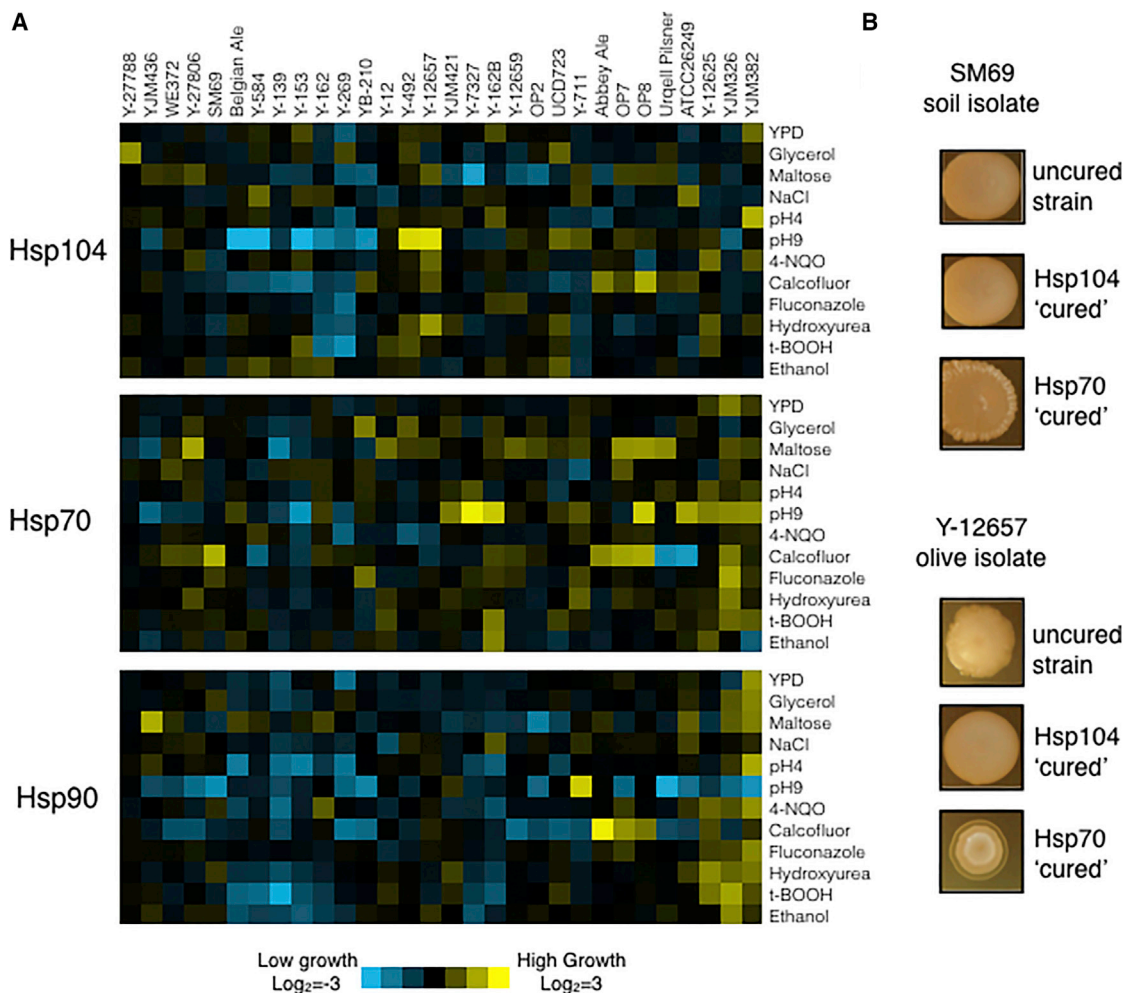 A
Y-27788
YJM436
WE372
Y-27806
SM69
Belgian Ale
Y-584
Y-139
Y-153
Y-162
Y-269
YB-210
Y-12
Y-492
Y-12657
YJM421
Y-7327
Y-162B
Y-12659
OP2
UCD723
Y-711
Abbey Ale
OP7
OP8
Urqell Pilsner
ATCC26249
Y-12625
YJM326
YJM382
Hsp104
YPD
Glycerol
Maltose
NaCl
pH4
pH9
4-NQO
Calcofluor
Fluconazole
Hydroxyurea
t-BOOH
Ethanol
Hsp70
YPD
Glycerol
Maltose
NaCl
pH4
pH9
4-NQO
Calcofluor
Fluconazole
Hydroxyurea
t-BOOH
Ethanol
Hsp90
YPD
Glycerol
Maltose
NaCl
pH4
pH9
4-NQO
Calcofluor
Fluconazole
Hydroxyurea
t-BOOH
Ethanol
Low growth
Log₂=-3
High Growth
Log₂=3
B
SM69
soil isolate
uncured
strain
Hsp104
‘cured’
Hsp70
‘cured’
Y-12657
olive isolate
uncured
strain
Hsp104
‘cured’
Hsp70
‘cured’